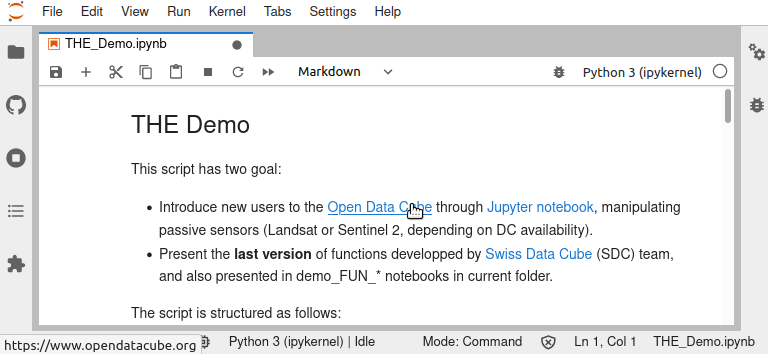 File Edit View Run Kernel Tabs Settings Help
THE_Demo.ipynb
Markdown Python 3 (ipykernel)
THE Demo
This script has two goal:
• Introduce new users to the Open Data Cube through Jupyter notebook, manipulating
passive sensors (Landsat or Sentinel 2, depending on DC availability).
• Present the last version of functions developped by Swiss Data Cube (SDC) team,
and also presented in demo_FUN_* notebooks in current folder.
The script is structured as follows:
https://www.opendatacube.org Python 3 (ipykernel) | Idle Mode: Command Ln 1, Col 1 THE_Demo.ipynb